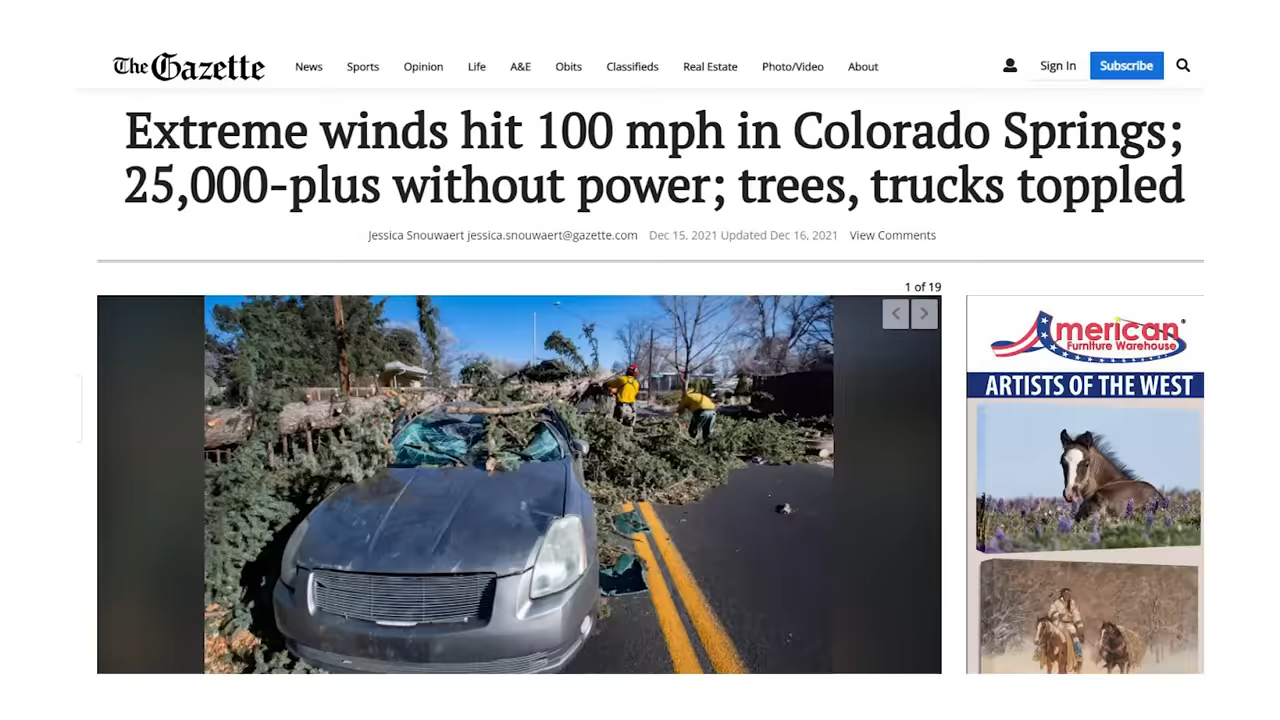 The Gazette
News Sports Opinion Life A&E Obits Classifieds Real Estate Photo/Video About
Sign In Subscribe
Extreme winds hit 100 mph in Colorado Springs;
25,000-plus without power; trees, trucks toppled
Jessica Snouwaert jessica.snouwaert@gazette.com Dec 15, 2021 Updated Dec 16, 2021 View Comments
1 of 19
American
Furniture Warehouse
ARTISTS OF THE WEST